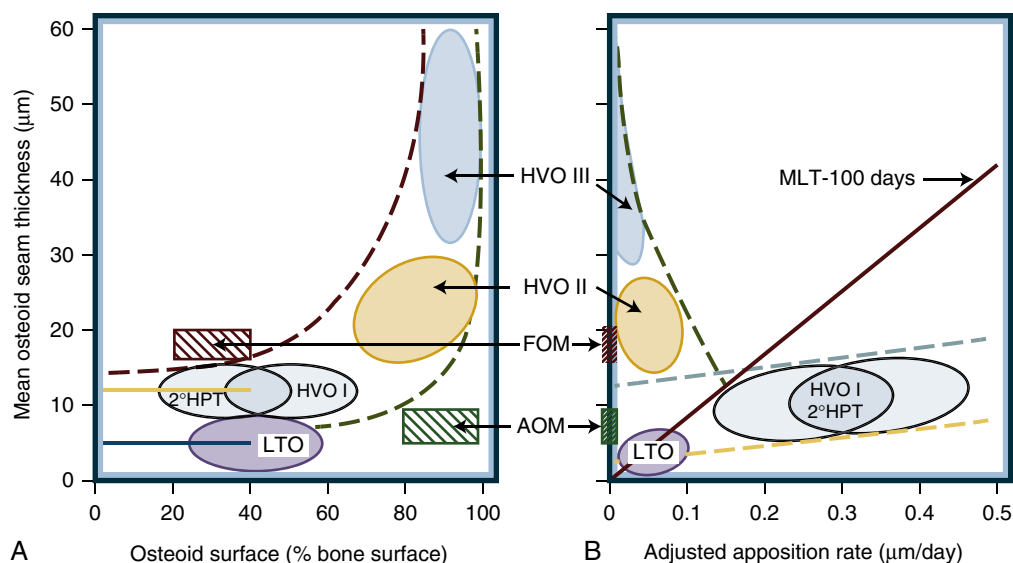 60
50
40
30
20
10
0
Mean osteoid seam thickness (μm)
2°HPT
HVO I
LTO
0 20 40 60 80 100
A Osteoid surface (% bone surface)
HVO III
HVO II
FOM
AOM
MLT-100 days
HVO I
2°HPT
LTO
0
0 0.1 0.2 0.3 0.4 0.5
B Adjusted apposition rate (μm/day)